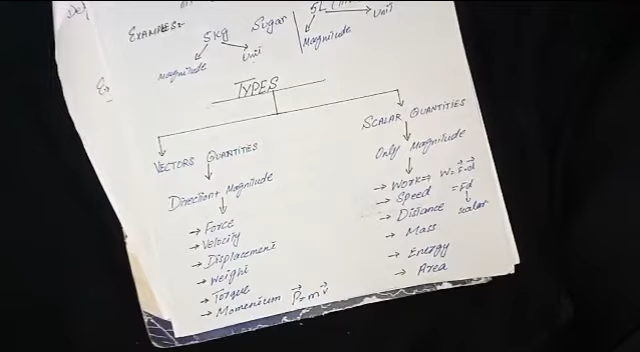 EXAMPLES
5Kg Sugar
Magnitude Unit
5L
Magnitude Unit
TYPES
VECTORS QUANTITIES
Direction + Magnitude
→ Force
→ Velocity
→ Displacement
→ Weight
→ Torque
→ Momentum P⃗=mv⃗
SCALAR QUANTITIES
Only Magnitude
→ Work ⇒ W=F⃗.d⃗
=Fd
scalar
→ Speed
→ Distance
→ Mass
→ Energy
→ Area